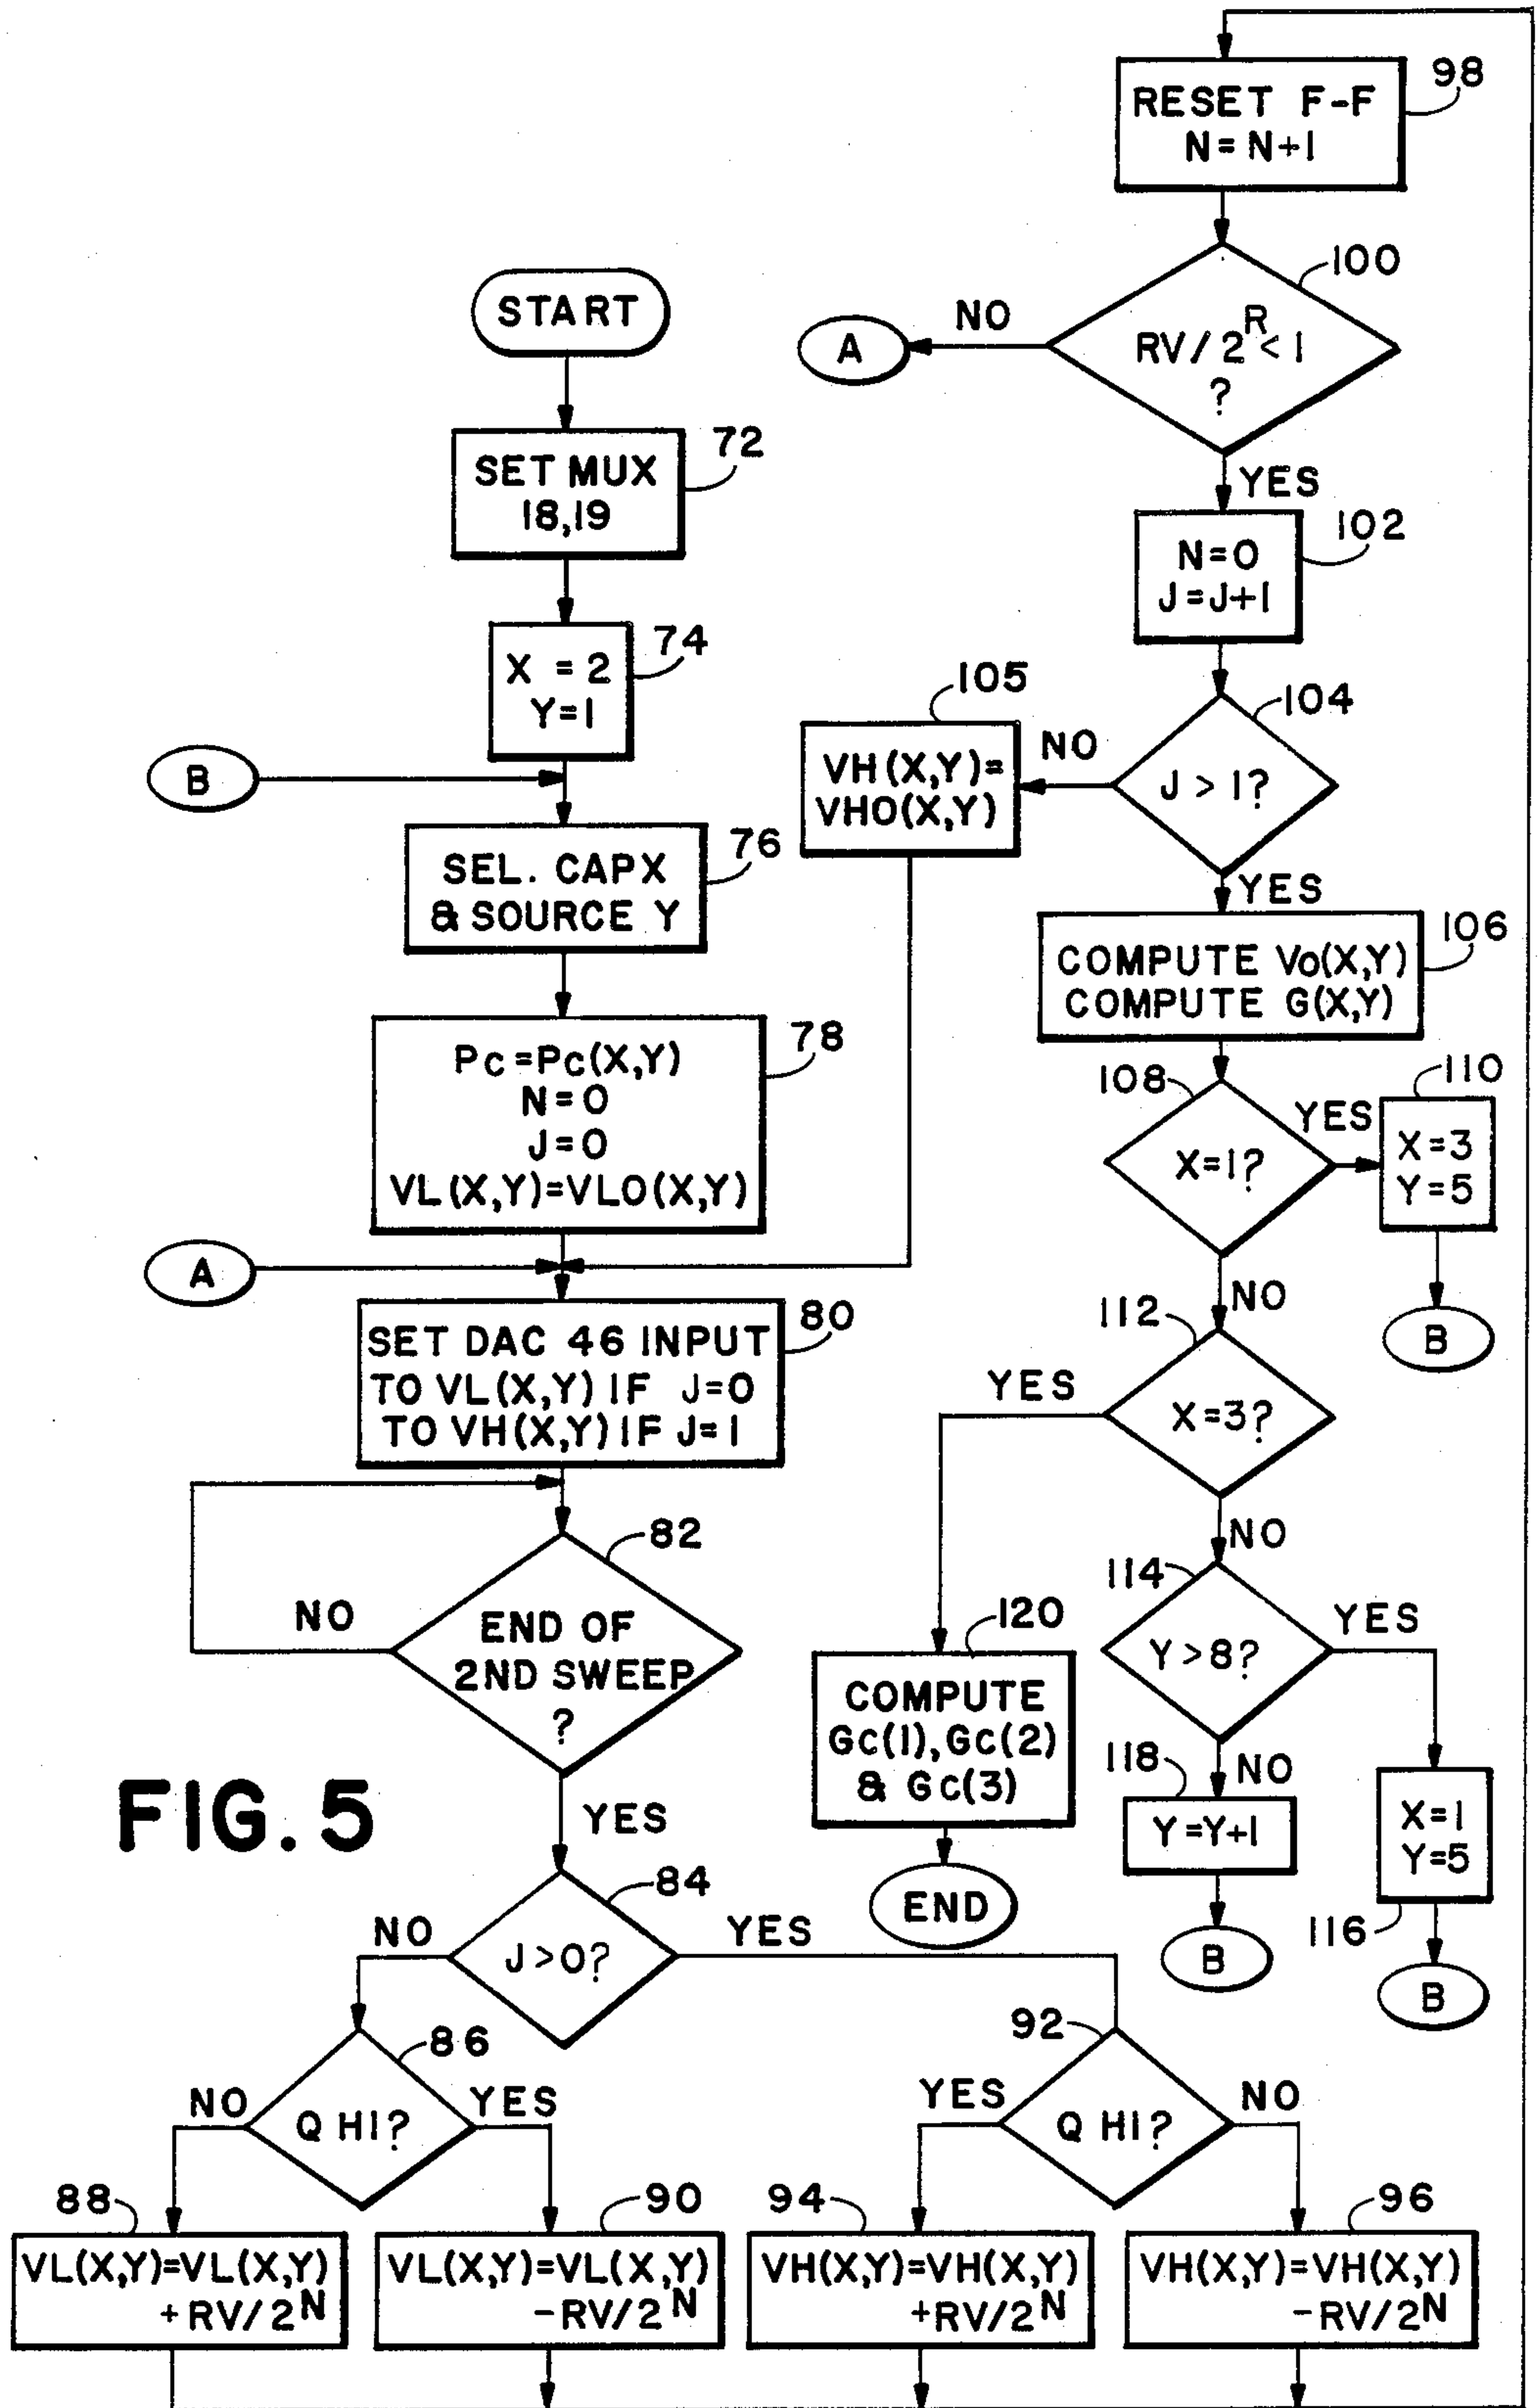 START
SET MUX
18,19
72
X = 2
Y=1
74
B
SEL. CAPX
& SOURCE Y
76
Pc=Pc(X,Y)
N=0
J=0
VL(X,Y)=VLO(X,Y)
78
A
SET DAC 46 INPUT
TO VL(X,Y) IF J=0
TO VH(X,Y) IF J=1
80
END OF
2ND SWEEP
?
82
NO
YES
FIG. 5
J>0?
84
NO
YES
Q HI?
86
NO
YES
88
VL(X,Y)=VL(X,Y)
+RV/2^N
90
VL(X,Y)=VL(X,Y)
-RV/2^N
92
Q HI?
YES
NO
94
VH(X,Y)=VH(X,Y)
+RV/2^N
96
VH(X,Y)=VH(X,Y)
-RV/2^N
RESET F-F
N=N+1
98
RV/2^R<1
?
100
NO
A
YES
N=0
J=J+1
102
J>1?
104
NO
105
VH(X,Y)=
VHO(X,Y)
YES
COMPUTE Vo(X,Y)
COMPUTE G(X,Y)
106
108
X=1?
YES
110
X=3
Y=5
B
NO
112
X=3?
YES
120
COMPUTE
Gc(1),Gc(2)
& Gc(3)
END
NO
114
Y>8?
YES
X=1
Y=5
116
B
NO
118
Y=Y+1
B